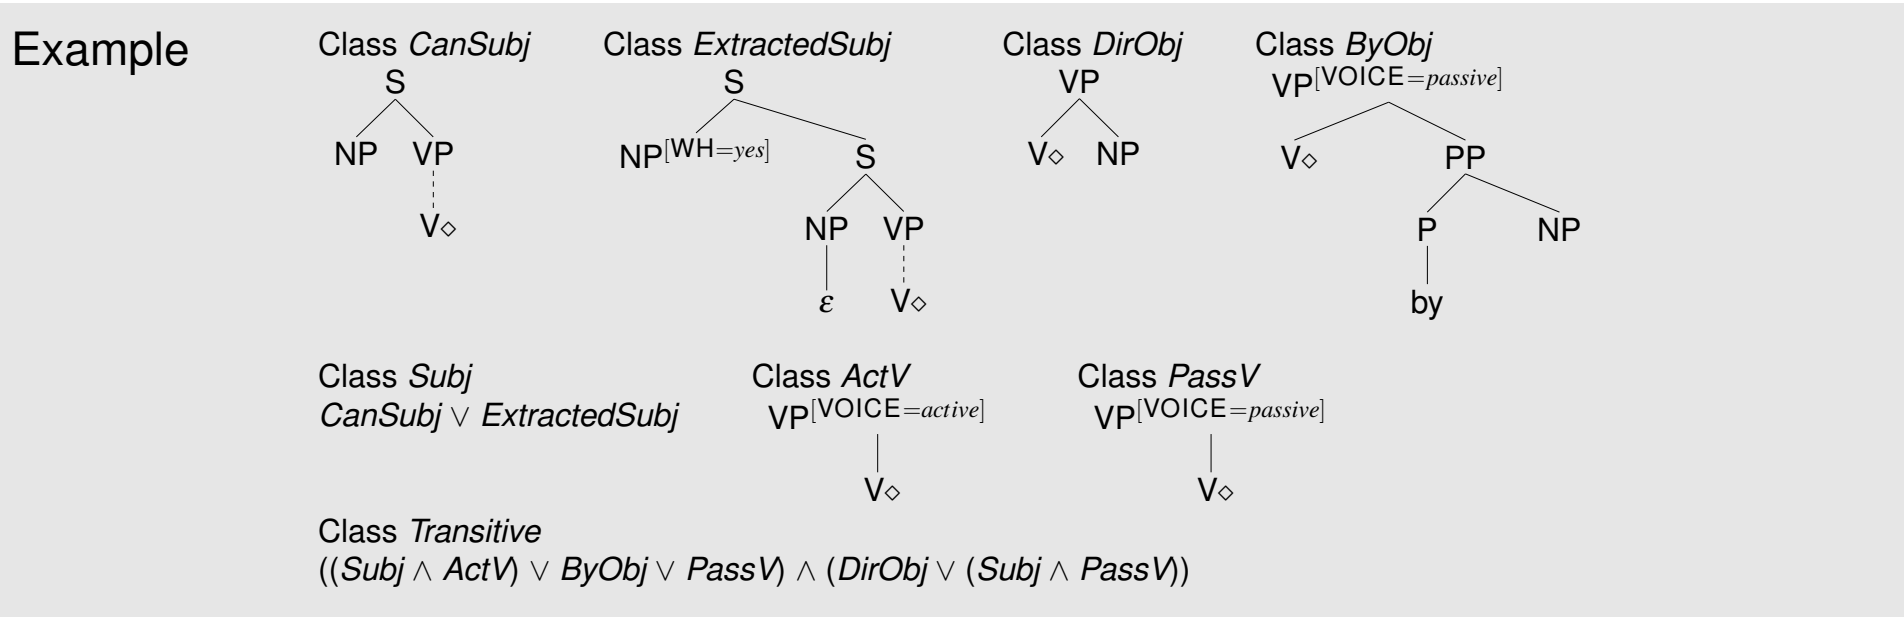 Example
Class CanSubj Class ExtractedSubj Class DirObj Class ByObj
S S VP VP[VOICE=passive]
NP VP NP[WH=yes] S V◇ NP V◇ PP
V◇ NP VP P NP
ε V◇ by
Class Subj Class ActV Class PassV
CanSubj ∨ ExtractedSubj VP[VOICE=active] VP[VOICE=passive]
V◇ V◇
Class Transitive
((Subj ∧ ActV) ∨ ByObj ∨ PassV) ∧ (DirObj ∨ (Subj ∧ PassV))